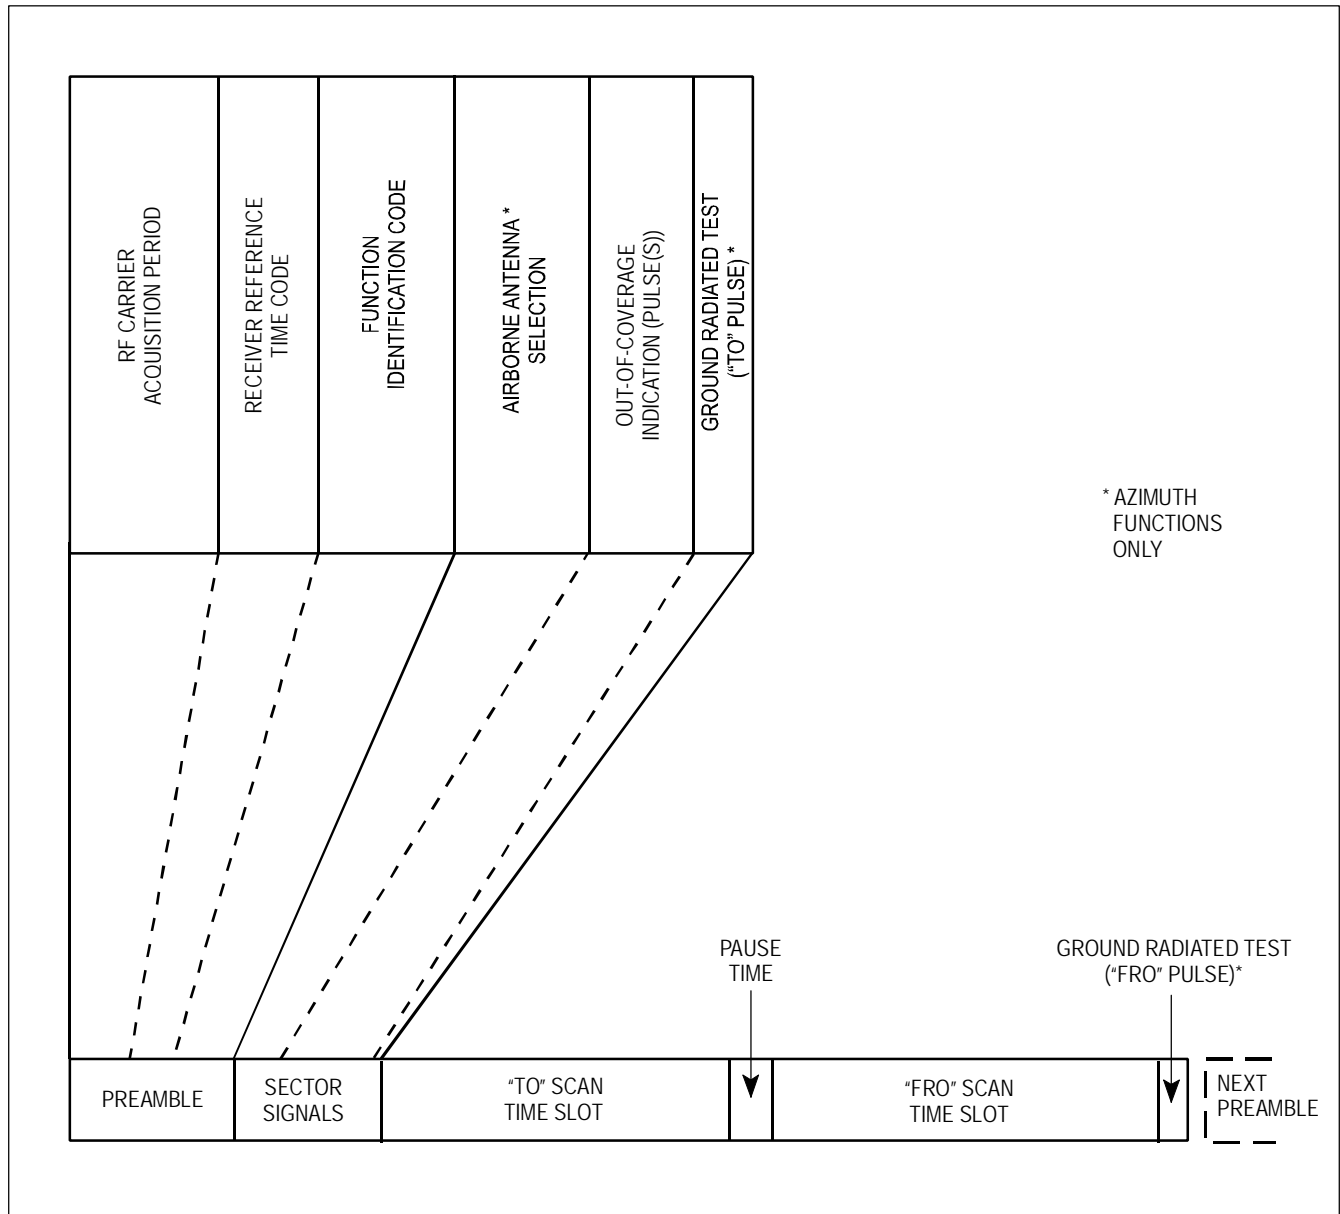 RF CARRIER
ACQUISITION PERIOD
RECEIVER REFERENCE
TIME CODE
FUNCTION
IDENTIFICATION CODE
AIRBORNE ANTENNA *
SELECTION
OUT-OF-COVERAGE
INDICATION (PULSE(S))
GROUND RADIATED TEST
("TO" PULSE) *
* AZIMUTH
FUNCTIONS
ONLY
PAUSE
TIME
GROUND RADIATED TEST
("FRO" PULSE)*
PREAMBLE
SECTOR
SIGNALS
"TO" SCAN
TIME SLOT
"FRO" SCAN
TIME SLOT
NEXT
PREAMBLE